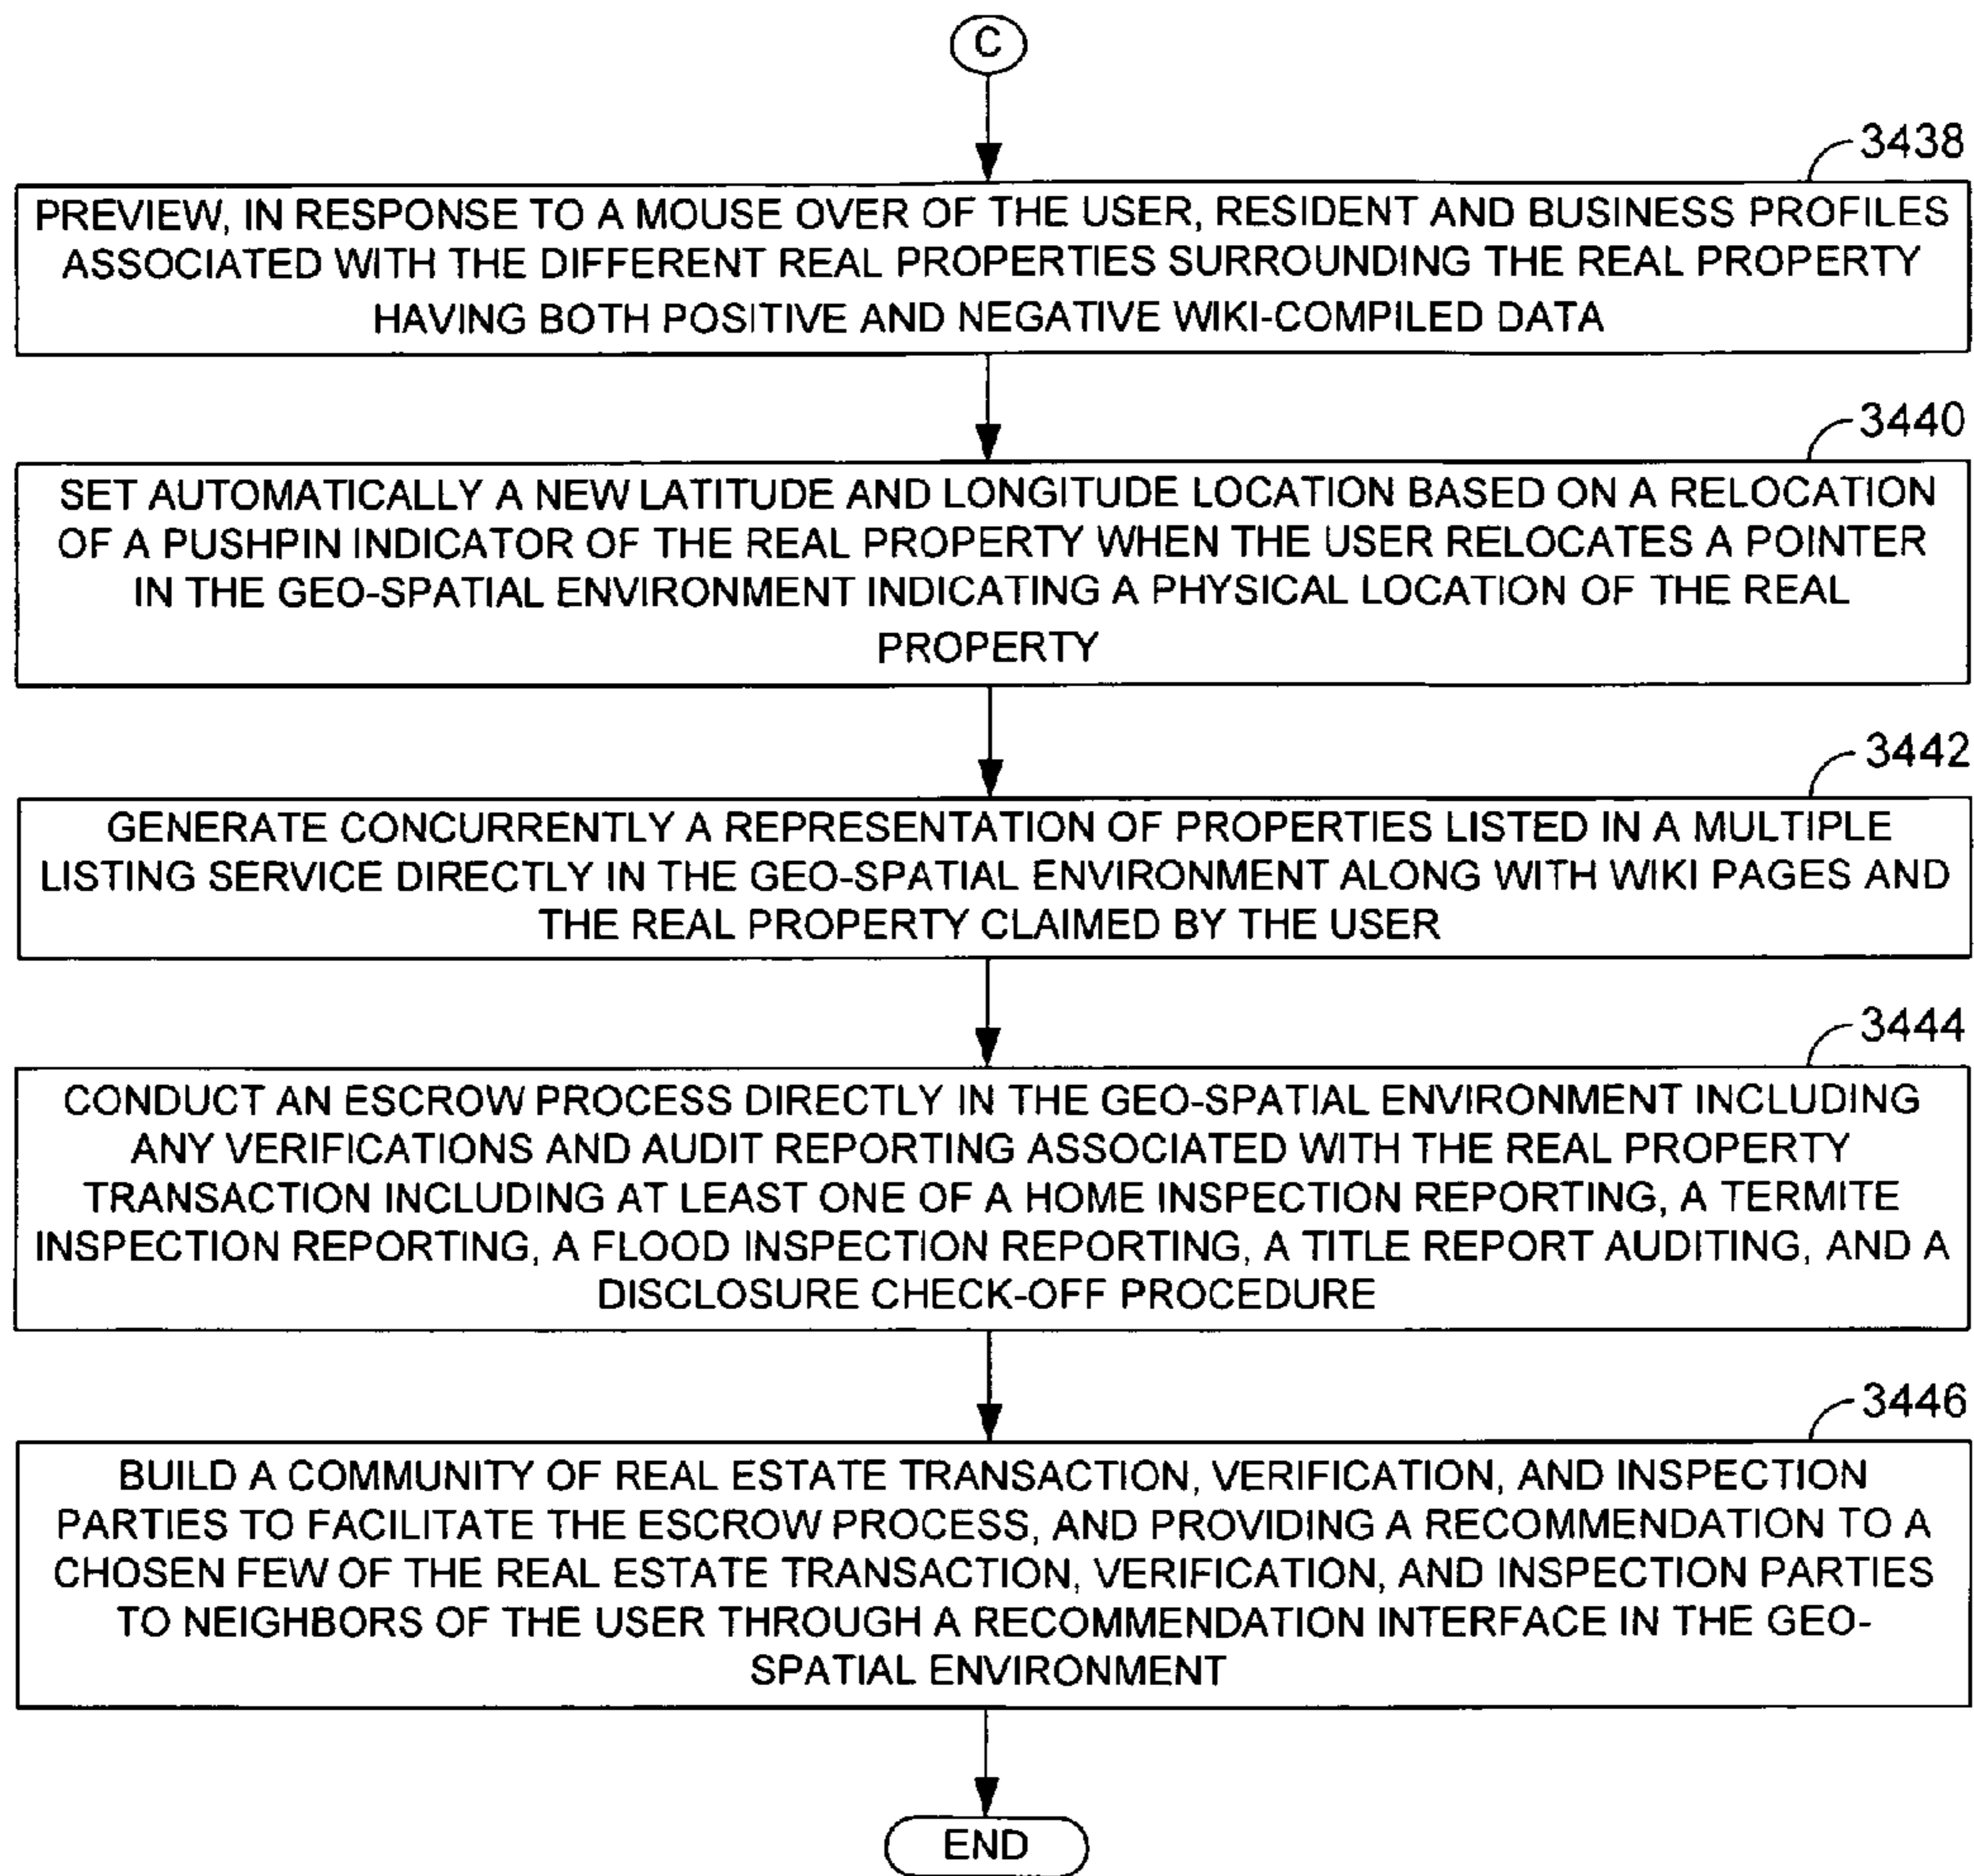 C
3438
PREVIEW, IN RESPONSE TO A MOUSE OVER OF THE USER, RESIDENT AND BUSINESS PROFILES
ASSOCIATED WITH THE DIFFERENT REAL PROPERTIES SURROUNDING THE REAL PROPERTY
HAVING BOTH POSITIVE AND NEGATIVE WIKI-COMPILED DATA
3440
SET AUTOMATICALLY A NEW LATITUDE AND LONGITUDE LOCATION BASED ON A RELOCATION
OF A PUSHPIN INDICATOR OF THE REAL PROPERTY WHEN THE USER RELOCATES A POINTER
IN THE GEO-SPATIAL ENVIRONMENT INDICATING A PHYSICAL LOCATION OF THE REAL
PROPERTY
3442
GENERATE CONCURRENTLY A REPRESENTATION OF PROPERTIES LISTED IN A MULTIPLE
LISTING SERVICE DIRECTLY IN THE GEO-SPATIAL ENVIRONMENT ALONG WITH WIKI PAGES AND
THE REAL PROPERTY CLAIMED BY THE USER
3444
CONDUCT AN ESCROW PROCESS DIRECTLY IN THE GEO-SPATIAL ENVIRONMENT INCLUDING
ANY VERIFICATIONS AND AUDIT REPORTING ASSOCIATED WITH THE REAL PROPERTY
TRANSACTION INCLUDING AT LEAST ONE OF A HOME INSPECTION REPORTING, A TERMITE
INSPECTION REPORTING, A FLOOD INSPECTION REPORTING, A TITLE REPORT AUDITING, AND A
DISCLOSURE CHECK-OFF PROCEDURE
3446
BUILD A COMMUNITY OF REAL ESTATE TRANSACTION, VERIFICATION, AND INSPECTION
PARTIES TO FACILITATE THE ESCROW PROCESS, AND PROVIDING A RECOMMENDATION TO A
CHOSEN FEW OF THE REAL ESTATE TRANSACTION, VERIFICATION, AND INSPECTION PARTIES
TO NEIGHBORS OF THE USER THROUGH A RECOMMENDATION INTERFACE IN THE GEO-
SPATIAL ENVIRONMENT
END